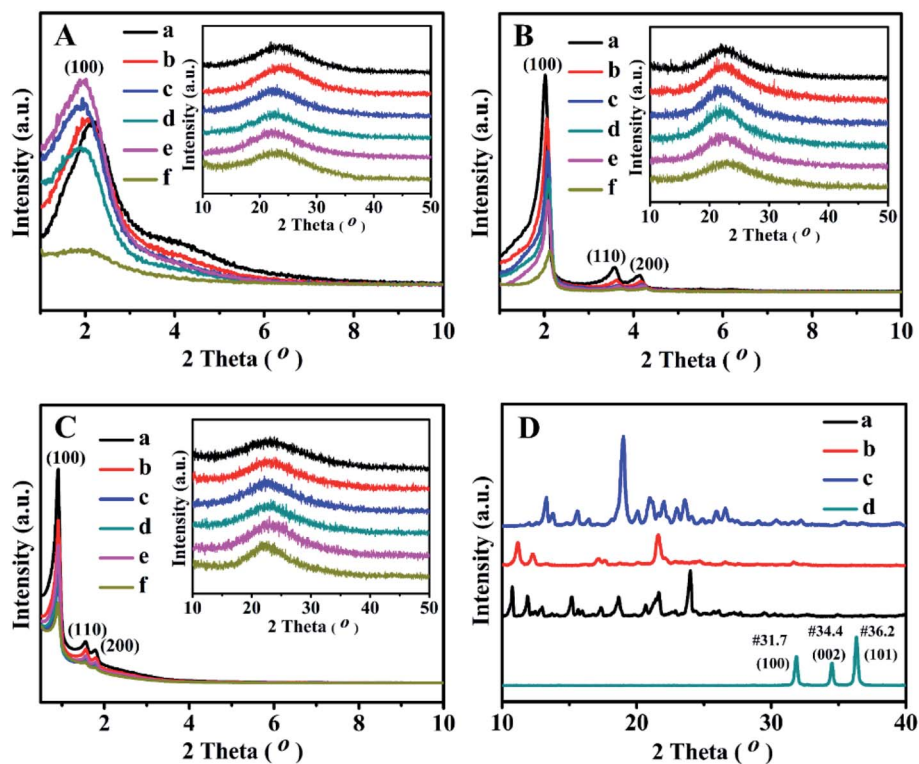 A
(100)
a
b
c
d
e
f
Intensity (a.u.)
10 20 30 40 50
2 Theta ( o )
Intensity (a.u.)
2 4 6 8 10
2 Theta ( o )
B
(100)
a
b
c
d
e
f
(110)
(200)
Intensity (a.u.)
10 20 30 40 50
2 Theta ( o )
Intensity (a.u.)
2 4 6 8 10
2 Theta ( o )
C
(100)
a
b
c
d
e
f
(110)
(200)
Intensity (a.u.)
10 20 30 40 50
2 Theta ( o )
Intensity (a.u.)
2 4 6 8 10
2 Theta ( o )
D
a
b
c
d
#31.7
(100)
#34.4
(002)
#36.2
(101)
Intensity (a.u.)
10 20 30 40
2 Theta ( o )